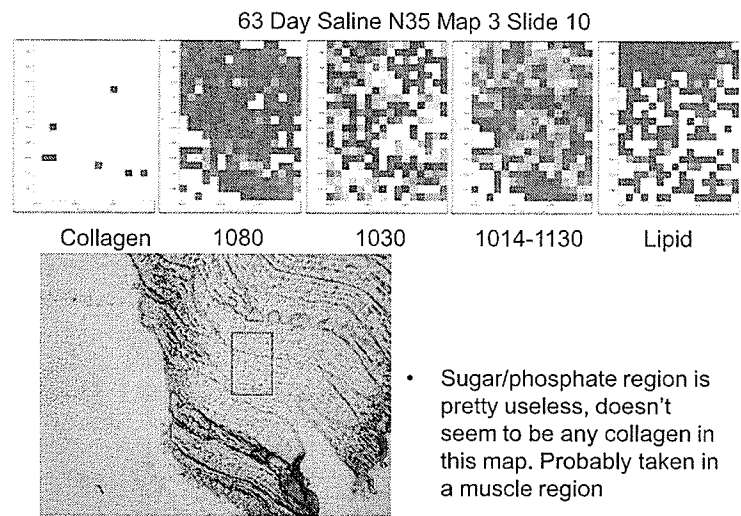 63 Day Saline N35 Map 3 Slide 10
Collagen 1080 1030 1014-1130 Lipid
• Sugar/phosphate region is
pretty useless, doesn't
seem to be any collagen in
this map. Probably taken in
a muscle region